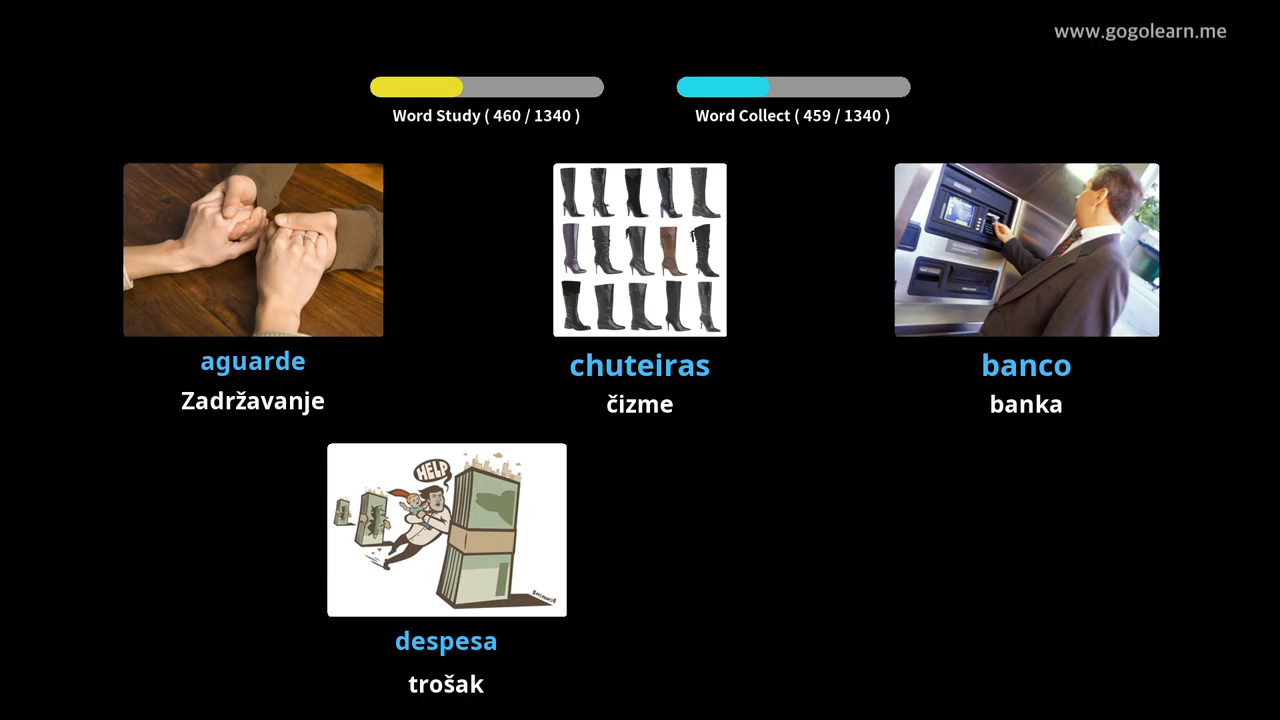 www.gogolearn.me
Word Study ( 460 / 1340 )
Word Collect ( 459 / 1340 )
aguarde
Zadržavanje
chuteiras
čizme
banco
banka
HELP
despesa
trošak